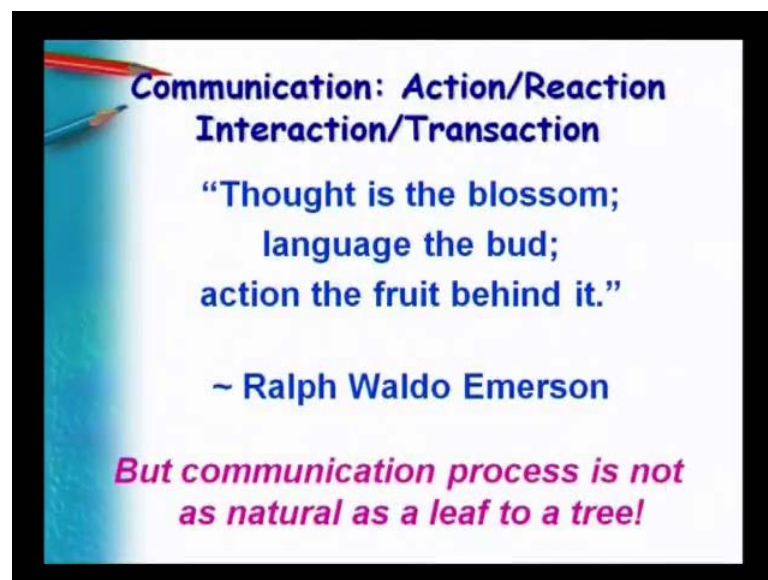 Communication: Action/Reaction
Interaction/Transaction
“Thought is the blossom;
language the bud;
action the fruit behind it.”
~ Ralph Waldo Emerson
But communication process is not
as natural as a leaf to a tree!